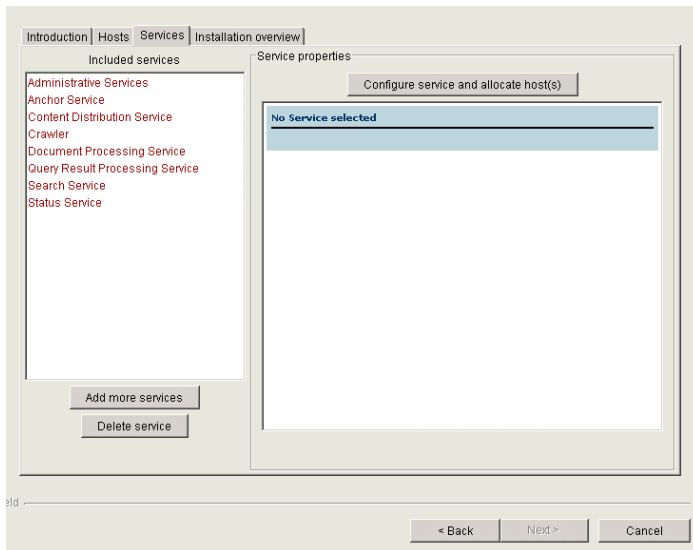 Introduction Hosts Services Installation overview
Included services
Administrative Services
Anchor Service
Content Distribution Service
Crawler
Document Processing Service
Query Result Processing Service
Search Service
Status Service
Add more services
Delete service
Service properties
Configure service and allocate host(s)
No Service selected
eld
< Back Next > Cancel